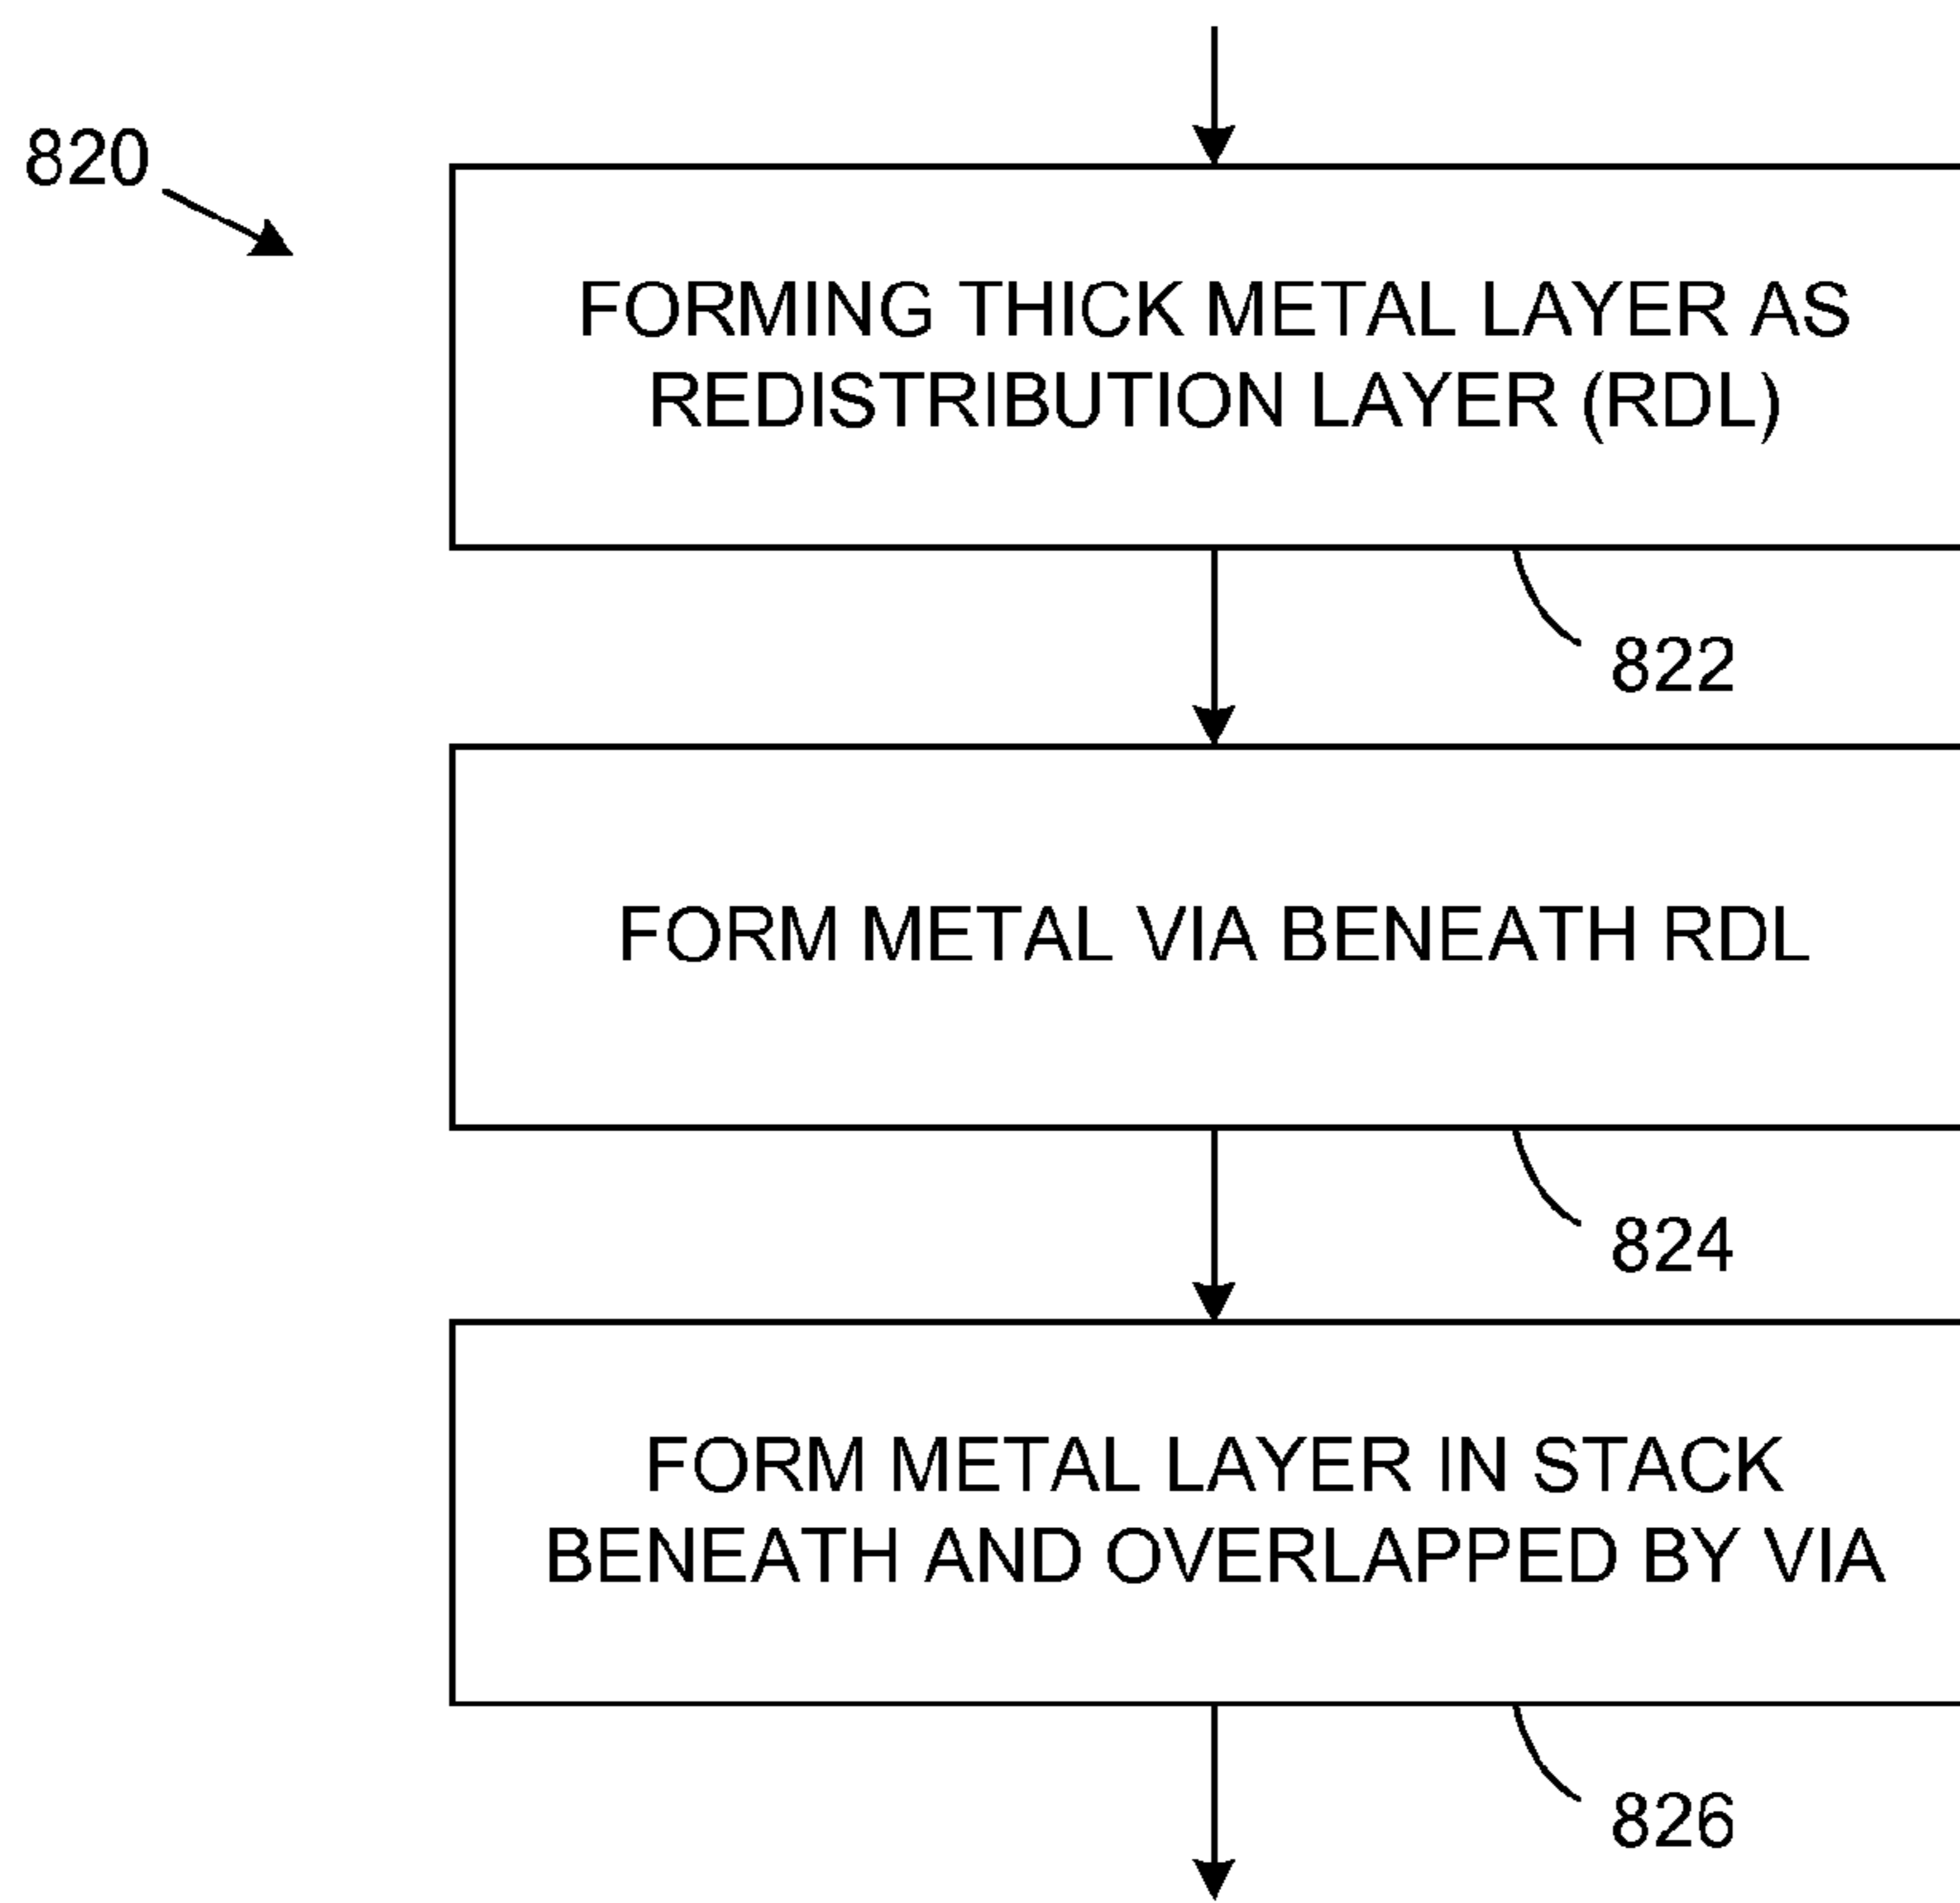 820
FORMING THICK METAL LAYER AS
REDISTRIBUTION LAYER (RDL)
822
FORM METAL VIA BENEATH RDL
824
FORM METAL LAYER IN STACK
BENEATH AND OVERLAPPED BY VIA
826